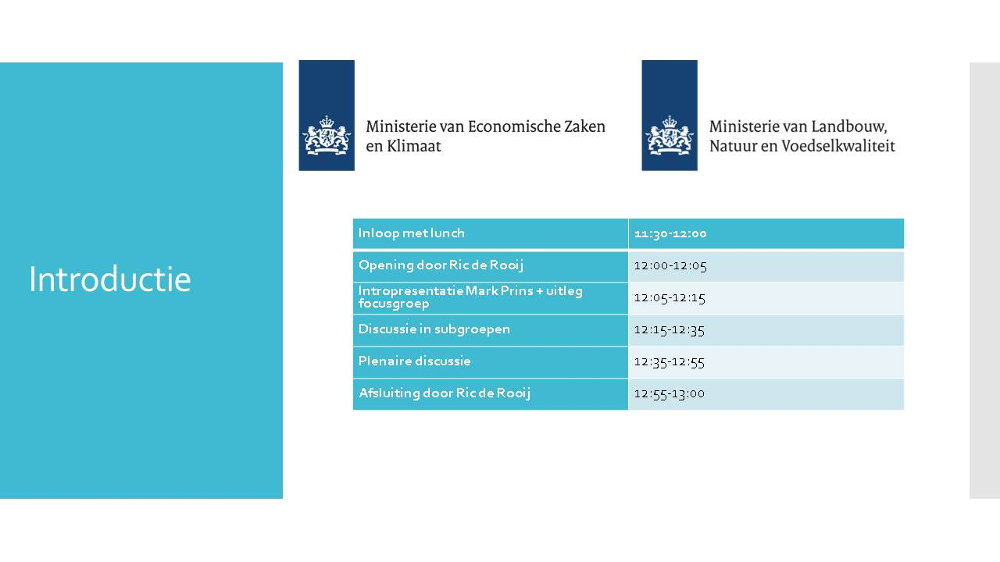 Introductie
Ministerie van Economische Zaken
en Klimaat
Ministerie van Landbouw,
Natuur en Voedselkwaliteit
Inloop met lunch 11:30-12:00
Opening door Ric de Rooij 12:00-12:05
Intropresentatie Mark Prins + uitleg
focusgroep 12:05-12:15
Discussie in subgroepen 12:15-12:35
Plenaire discussie 12:35-12:55
Afsluiting door Ric de Rooij 12:55-13:00